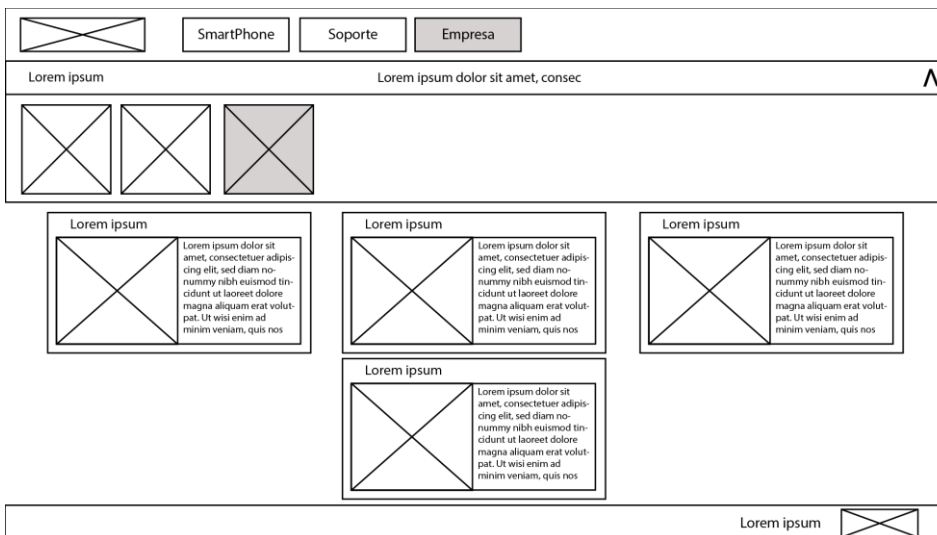 SmartPhone
Soporte
Empresa
Lorem ipsum
Lorem ipsum dolor sit amet, consec
Lorem ipsum
Lorem ipsum dolor sit
amet, consectetuer adipis-
cing elit, sed diam no-
nummy nibh euismod tin-
cidunt ut laoreet dolore
magna aliquam erat volut-
pat. Ut wisi enim ad
minim veniam, quis nos
Lorem ipsum
Lorem ipsum dolor sit
amet, consectetuer adipis-
cing elit, sed diam no-
nummy nibh euismod tin-
cidunt ut laoreet dolore
magna aliquam erat volut-
pat. Ut wisi enim ad
minim veniam, quis nos
Lorem ipsum
Lorem ipsum dolor sit
amet, consectetuer adipis-
cing elit, sed diam no-
nummy nibh euismod tin-
cidunt ut laoreet dolore
magna aliquam erat volut-
pat. Ut wisi enim ad
minim veniam, quis nos
Lorem ipsum
Lorem ipsum dolor sit
amet, consectetuer adipis-
cing elit, sed diam no-
nummy nibh euismod tin-
cidunt ut laoreet dolore
magna aliquam erat volut-
pat. Ut wisi enim ad
minim veniam, quis nos
Lorem ipsum